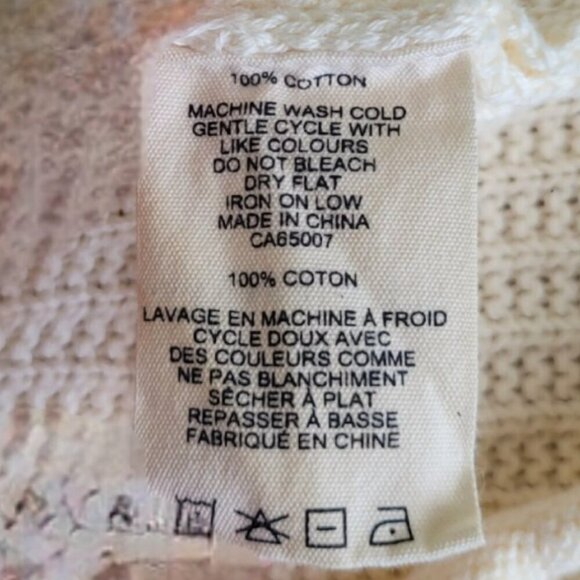 100% COTTON
MACHINE WASH COLD
GENTLE CYCLE WITH
LIKE COLOURS
DO NOT BLEACH
DRY FLAT
IRON ON LOW
MADE IN CHINA
CA65007
100% COTON
LAVAGE EN MACHINE À FROID
CYCLE DOUX AVEC
DES COULEURS COMME
NE PAS BLANCHIMENT
SÉCHER À PLAT
REPASSER À BASSE
FABRIQUÉ EN CHINE